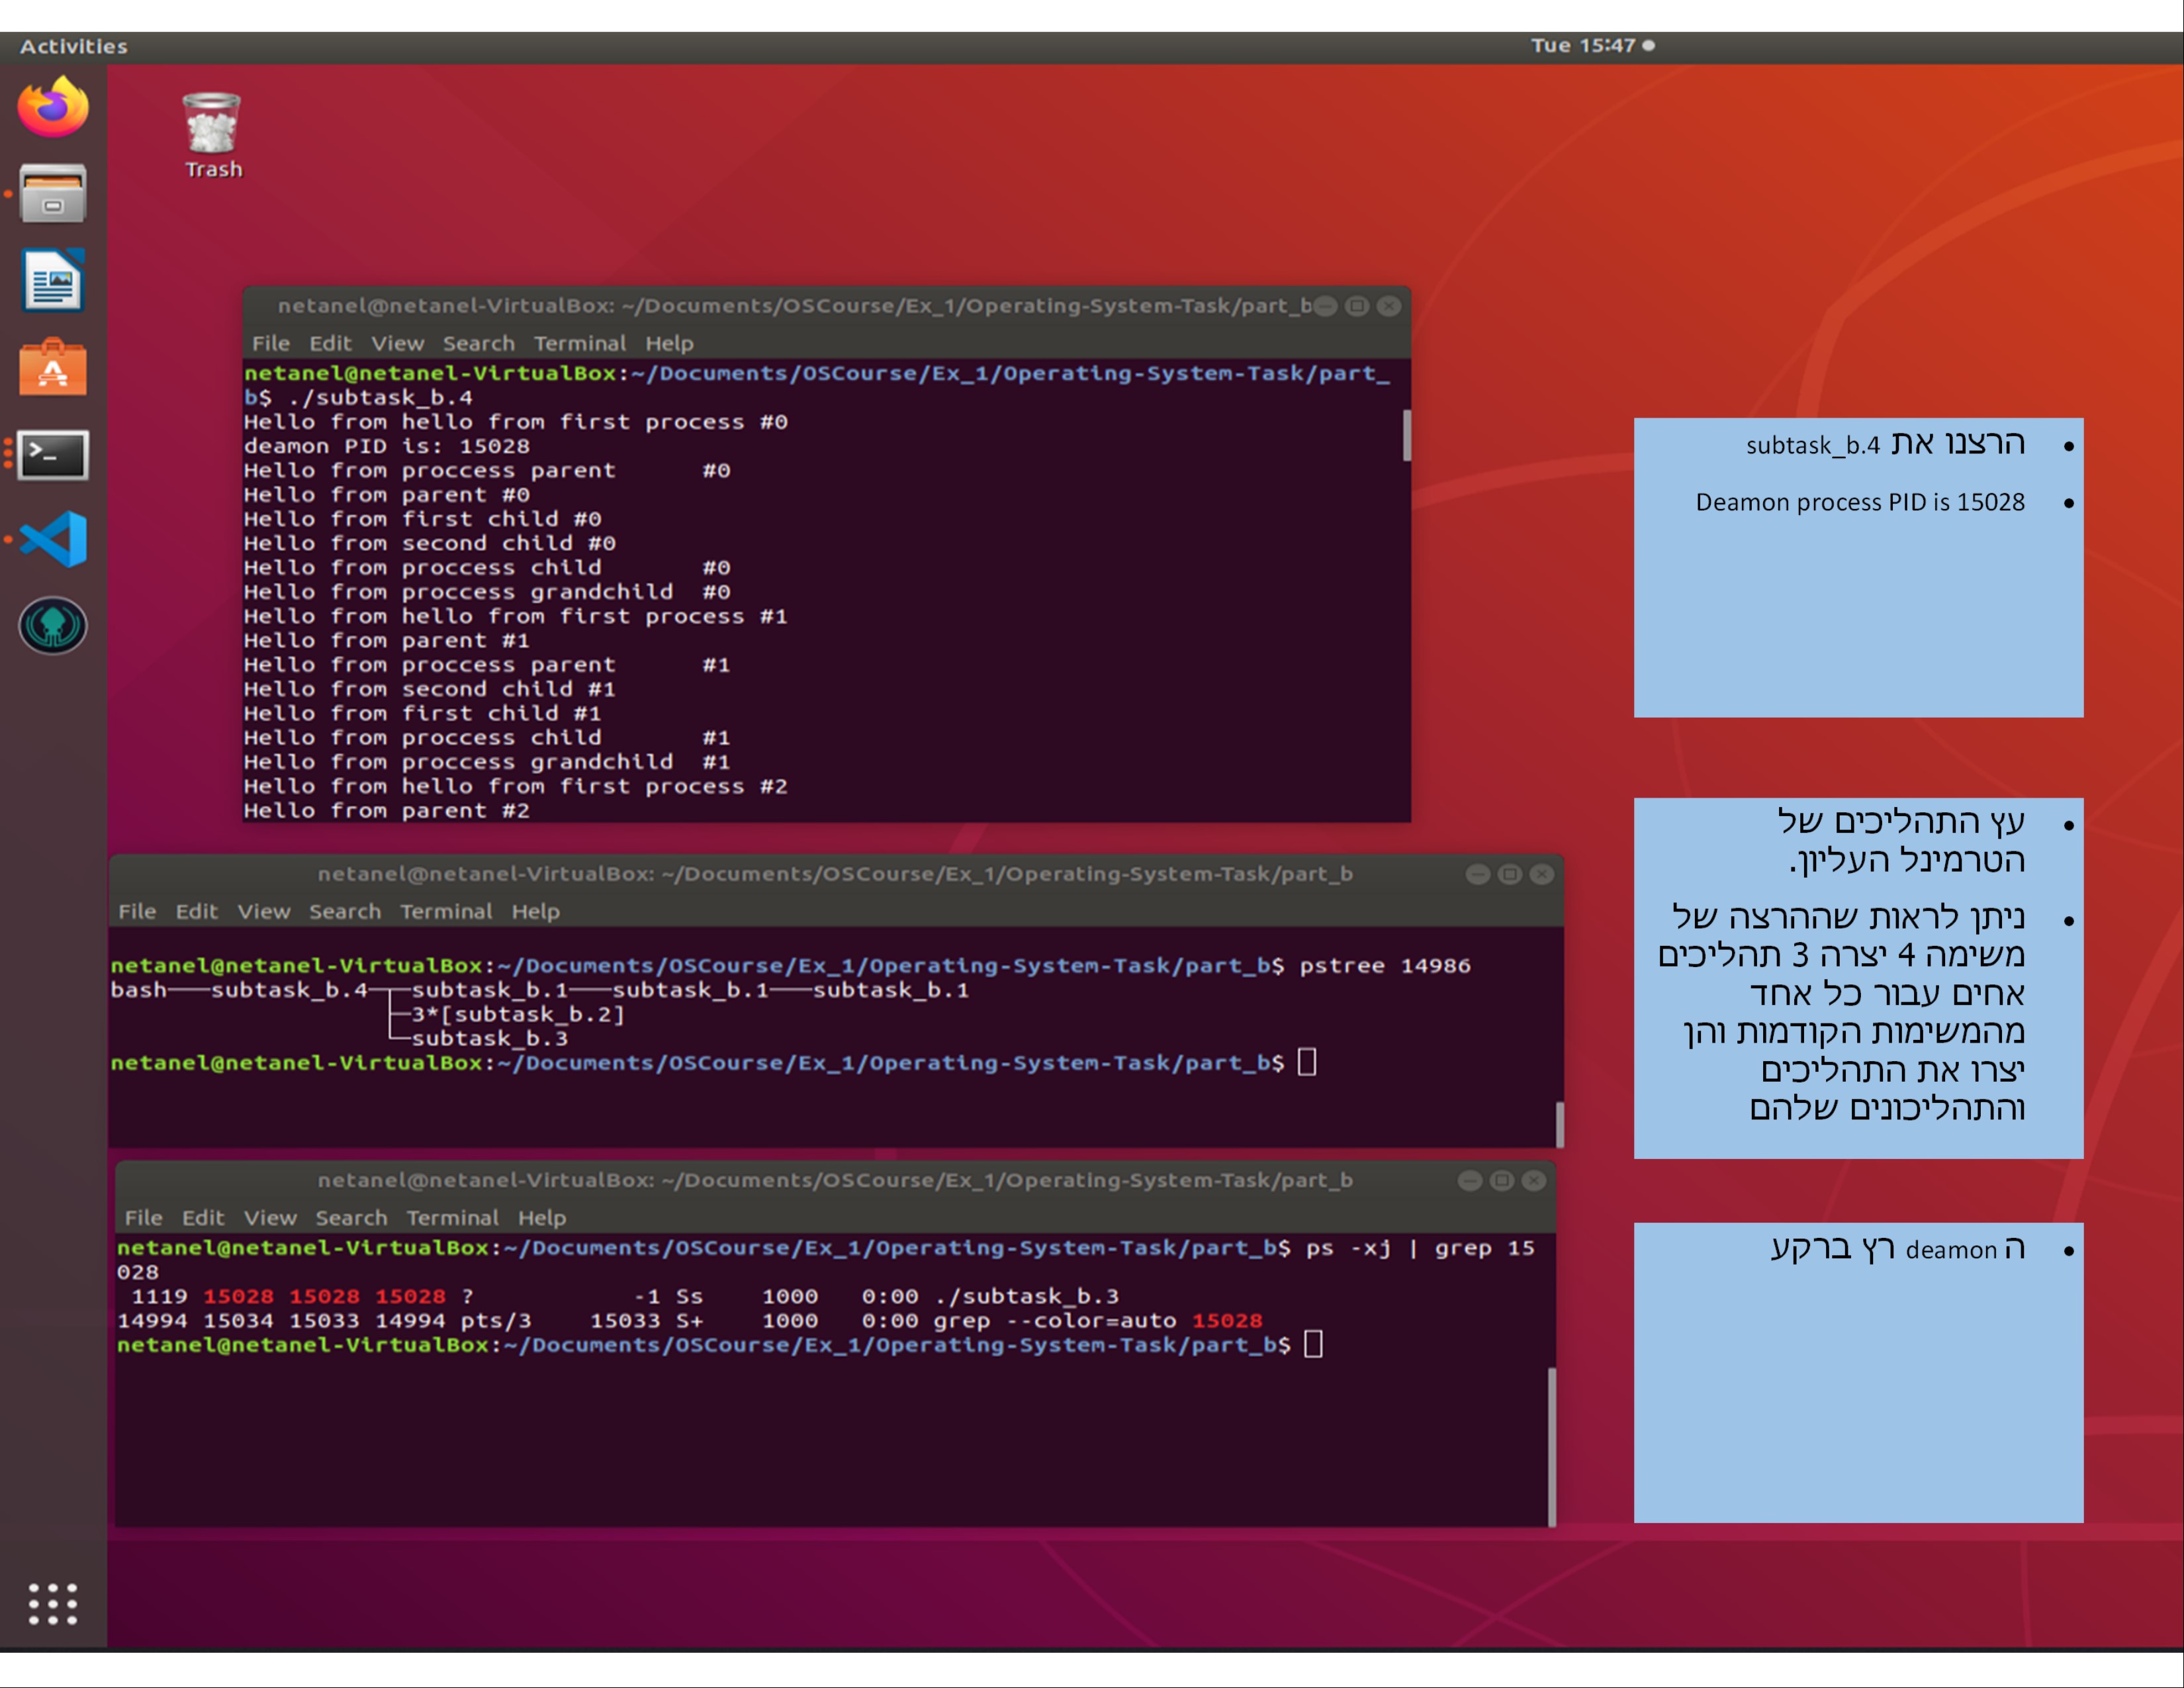 Activities
Tue 15:47
Trash
netanel@netanel-VirtualBox: ~/Documents/OSCourse/Ex_1/Operating-System-Task/part_b
File Edit View Search Terminal Help
netanel@netanel-VirtualBox:~/Documents/OSCourse/Ex_1/Operating-System-Task/part_
b$ ./subtask_b.4
Hello from hello from first process #0
deamon PID is: 15028
Hello from proccess parent #0
Hello from parent #0
Hello from first child #0
Hello from second child #0
Hello from proccess child #0
Hello from proccess grandchild #0
Hello from hello from first process #1
Hello from parent #1
Hello from proccess parent #1
Hello from second child #1
Hello from first child #1
Hello from proccess child #1
Hello from proccess grandchild #1
Hello from hello from first process #2
Hello from parent #2
הרצנו את subtask_b.4
Deamon process PID is 15028
netanel@netanel-VirtualBox: ~/Documents/OSCourse/Ex_1/Operating-System-Task/part_b
File Edit View Search Terminal Help
netanel@netanel-VirtualBox:~/Documents/OSCourse/Ex_1/Operating-System-Task/part_b$ pstree 14986
bash───subtask_b.4─┬─subtask_b.1───subtask_b.1───subtask_b.1
├─3*[subtask_b.2]
└─subtask_b.3
netanel@netanel-VirtualBox:~/Documents/OSCourse/Ex_1/Operating-System-Task/part_b$
עץ התהליכים של
הטרמינל העליון.
ניתן לראות שההרצה של
משימה 4 יצרה 3 תהליכים
אחים עבור כל אחד
מהמשימות הקודמות והן
יצרו את התהליכים
והתהליכונים שלהם
netanel@netanel-VirtualBox: ~/Documents/OSCourse/Ex_1/Operating-System-Task/part_b
File Edit View Search Terminal Help
netanel@netanel-VirtualBox:~/Documents/OSCourse/Ex_1/Operating-System-Task/part_b$ ps -xj | grep 15
028
1119 15028 15028 15028 ? -1 Ss 1000 0:00 ./subtask_b.3
14994 15034 15033 14994 pts/3 15033 S+ 1000 0:00 grep --color=auto 15028
netanel@netanel-VirtualBox:~/Documents/OSCourse/Ex_1/Operating-System-Task/part_b$
ה deamon רץ ברקע